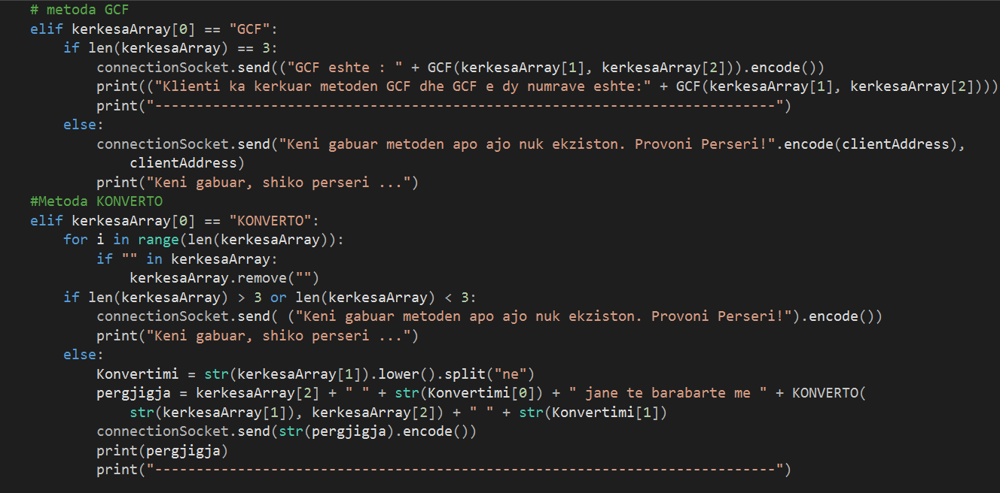 # metoda GCF
elif kerkesaArray[0] == "GCF":
    if len(kerkesaArray) == 3:
        connectionSocket.send(("GCF eshte : " + GCF(kerkesaArray[1], kerkesaArray[2])).encode())
        print(("Klienti ka kerkuar metoden GCF dhe GCF e dy numrave eshte:" + GCF(kerkesaArray[1], kerkesaArray[2])))
        print("---------------------------------------------------------------------------")
    else:
        connectionSocket.send("Keni gabuar metoden apo ajo nuk ekziston. Provoni Perseri!".encode(clientAddress),
            clientAddress)
        print("Keni gabuar, shiko perseri ...")
#Metoda KONVERTO
elif kerkesaArray[0] == "KONVERTO":
    for i in range(len(kerkesaArray)):
        if "" in kerkesaArray:
            kerkesaArray.remove("")
    if len(kerkesaArray) > 3 or len(kerkesaArray) < 3:
        connectionSocket.send( ("Keni gabuar metoden apo ajo nuk ekziston. Provoni Perseri!").encode())
        print("Keni gabuar, shiko perseri ...")
    else:
        Konvertimi = str(kerkesaArray[1]).lower().split("ne")
        pergjigja = kerkesaArray[2] + " " + str(Konvertimi[0]) + " jane te barabarte me " + KONVERTO(
            str(kerkesaArray[1]), kerkesaArray[2]) + " " + str(Konvertimi[1])
        connectionSocket.send(str(pergjigja).encode())
        print(pergjigja)
        print("---------------------------------------------------------------------------")